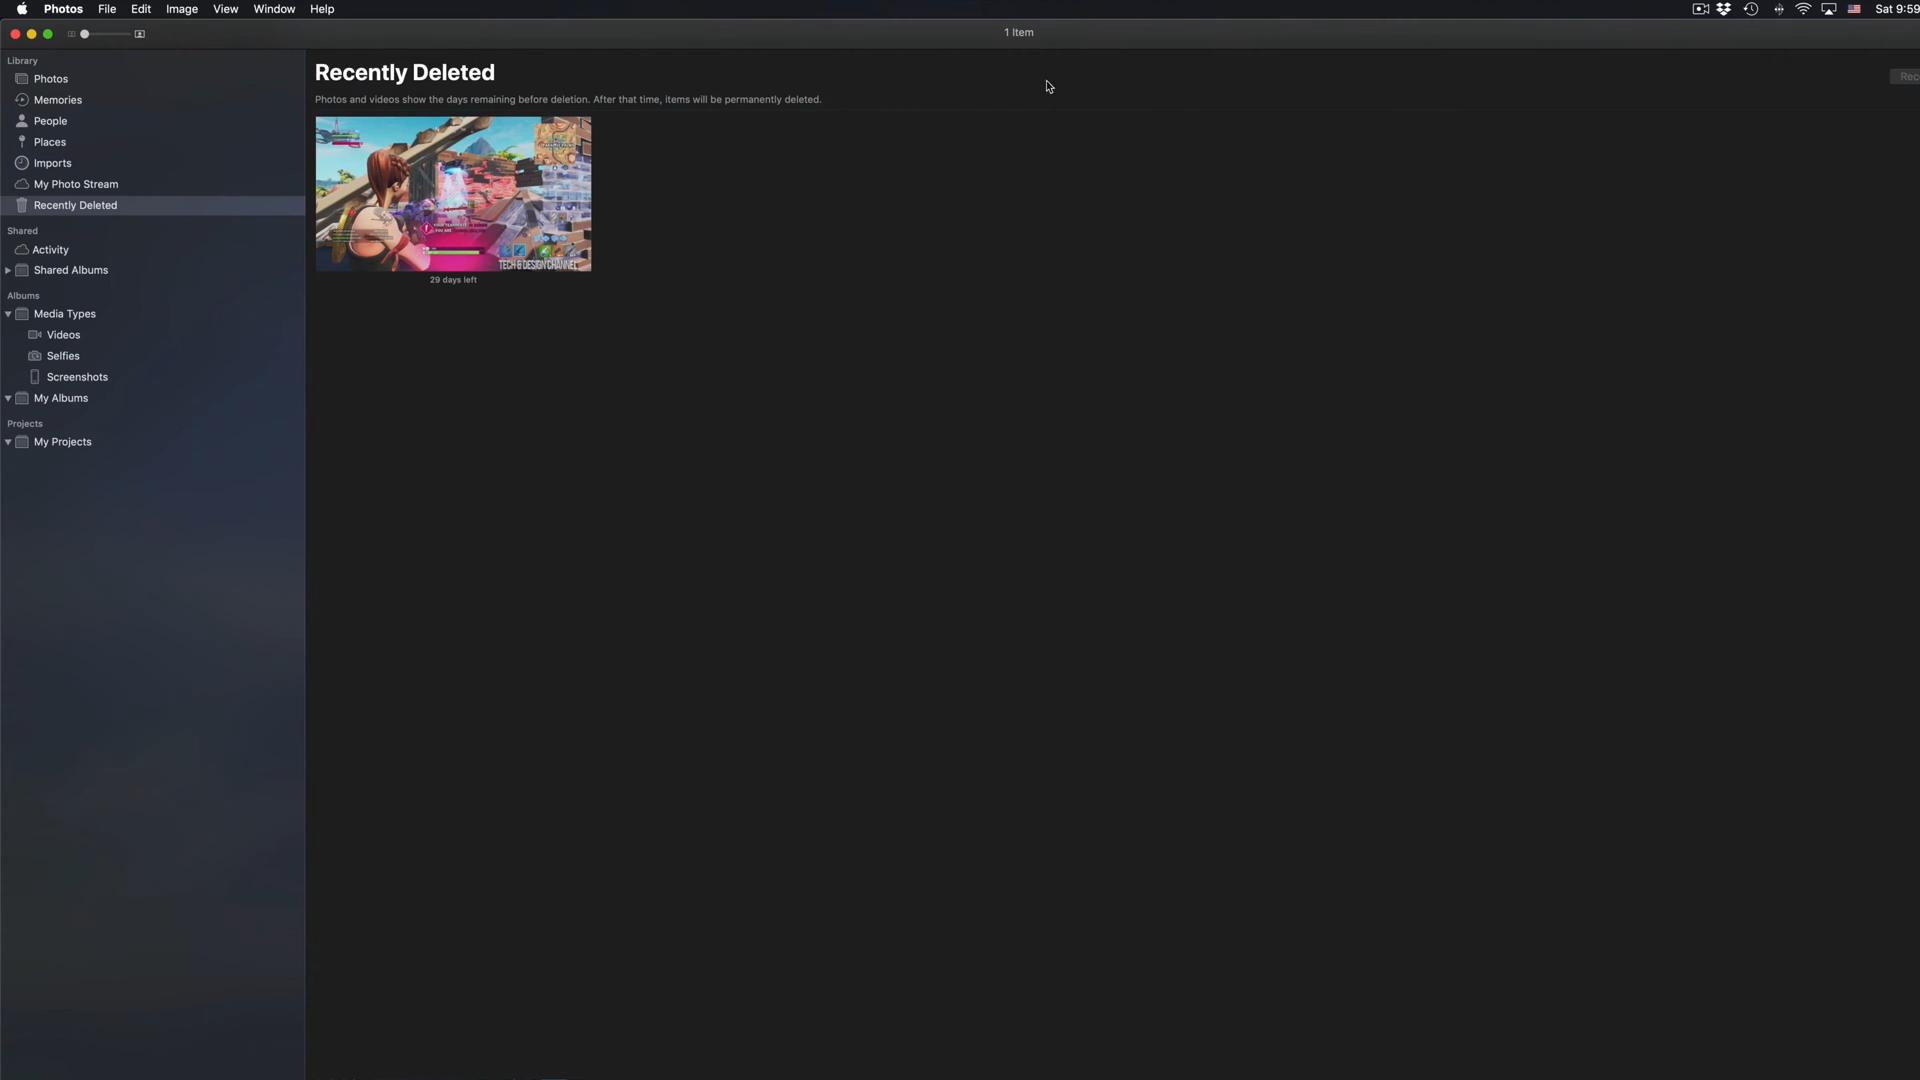 Photos File Edit Image View Window Help
Sat 9:59
1 Item
Library
Photos
Memories
People
Places
Imports
My Photo Stream
Recently Deleted
Shared
Activity
Shared Albums
Albums
Media Types
Videos
Selfies
Screenshots
My Albums
Projects
My Projects
Recently Deleted
Rec
Photos and videos show the days remaining before deletion. After that time, items will be permanently deleted.
YOU ARE
TECH & DESIGN CHANNEL
29 days left